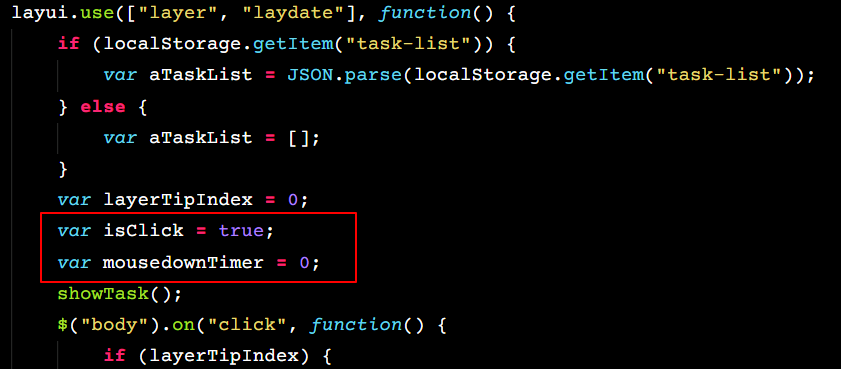 layui.use(["layer", "laydate"], function() {
if (localStorage.getItem("task-list")) {
var aTaskList = JSON.parse(localStorage.getItem("task-list"));
} else {
var aTaskList = [];
}
var layerTipIndex = 0;
var isClick = true;
var mousedownTimer = 0;
showTask();
$("body").on("click", function() {
if (layerTipIndex) {